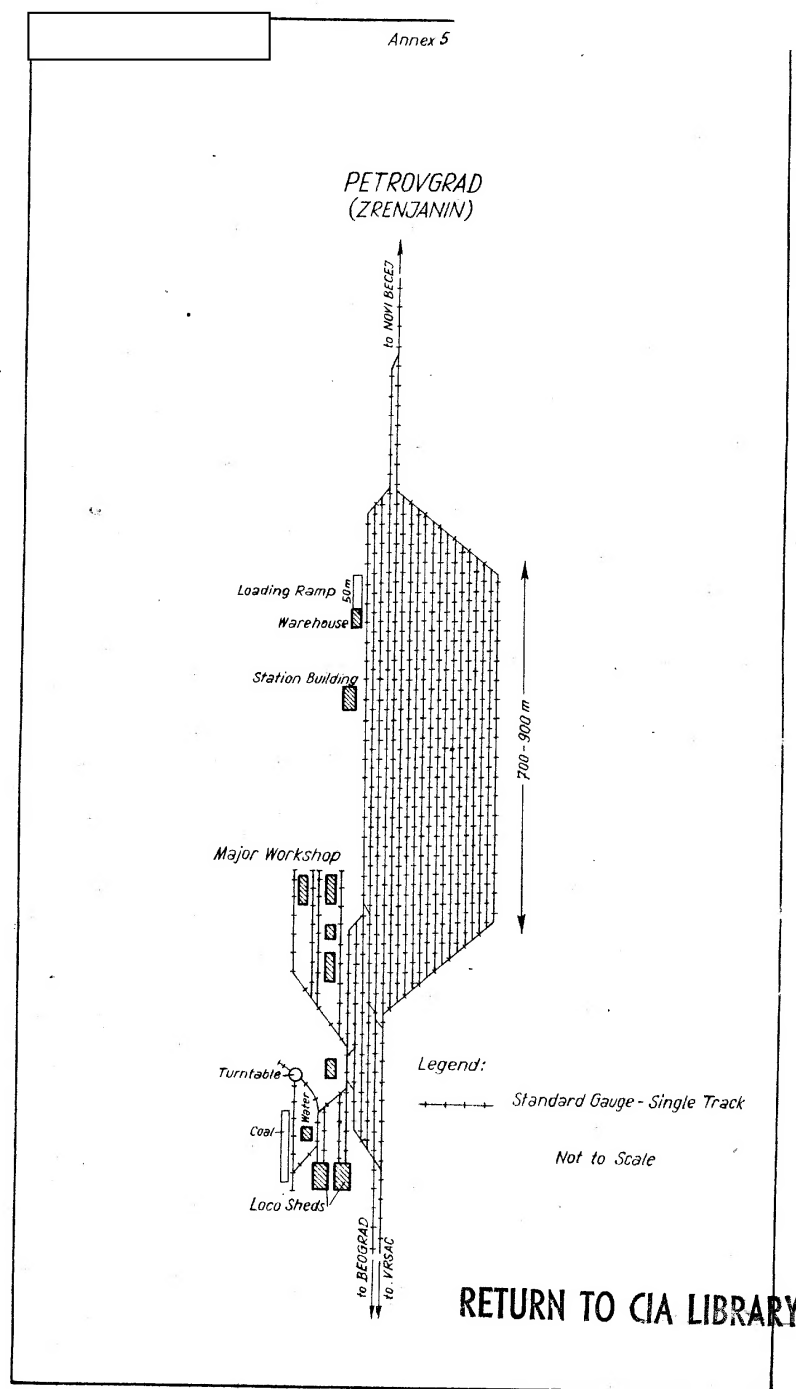 Annex 5
PETROVGRAD
(ZRENJANIN)
to NOVI BECEJ
Loading Ramp
50m
Warehouse
Station Building
700-900 m
Major Workshop
Turntable
Water
Coal
Loco Sheds
Legend:
Standard Gauge - Single Track
Not to Scale
to BEOGRAD
to VRSAC
RETURN TO CIA LIBRARY